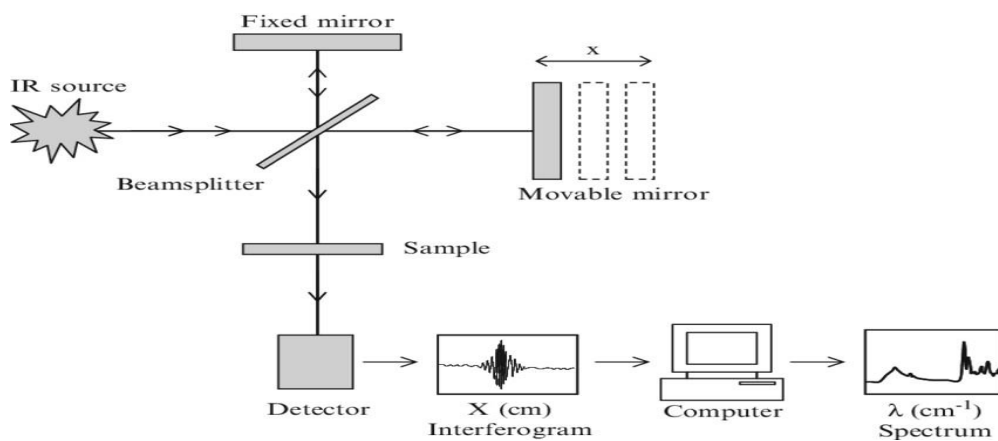 Fixed mirror
x
IR source
Beamsplitter
Movable mirror
Sample
Detector
X (cm)
Interferogram
Computer
λ (cm⁻¹)
Spectrum